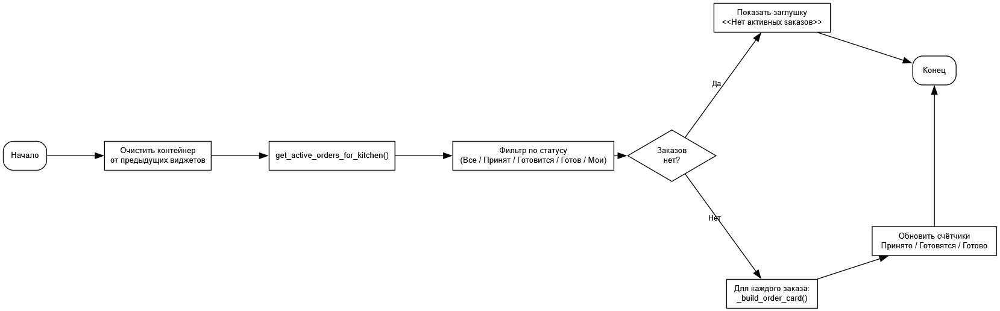 Начало
Очистить контейнер
от предыдущих виджетов
get_active_orders_for_kitchen()
Фильтр по статусу
(Все / Принят / Готовится / Готов / Мои)
Заказов
нет?
Да
Показать заглушку
<<Нет активных заказов>>
Нет
Для каждого заказа:
_build_order_card()
Обновить счётчики
Принято / Готовятся / Готово
Конец